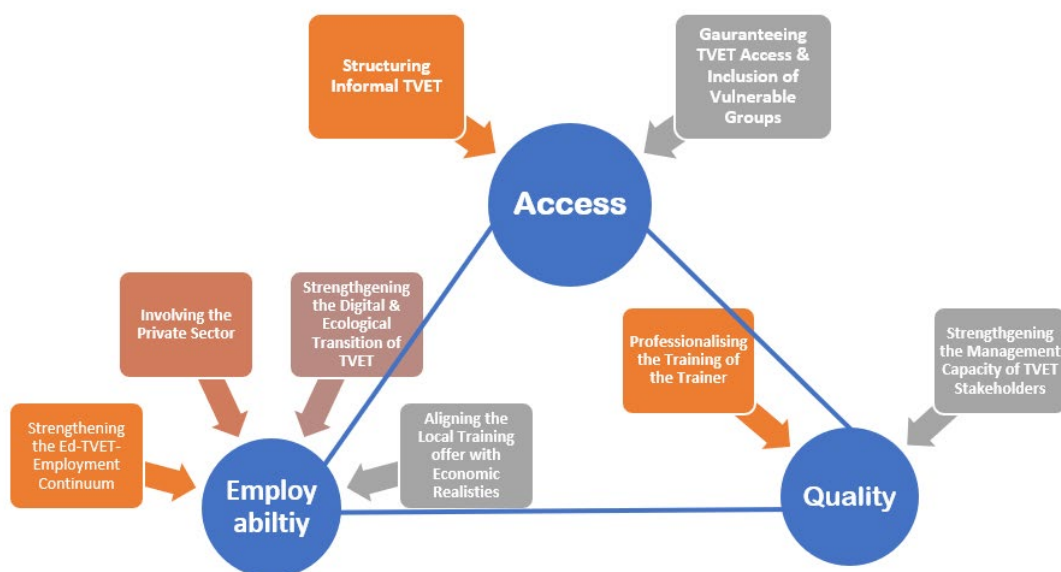 Structuring
Informal TVET
Gauranteeing
TVET Access &
Inclusion of
Vulnerable
Groups
Access
Involving the
Private Sector
Strengthgening
the Digital &
Ecological
Transition of
TVET
Professionalising
the Training of
the Trainer
Strengthgening
the Management
Capacity of TVET
Stakeholders
Strengthening
the Ed-TVET-
Employment
Continuum
Aligning the
Local Training
offer with
Economic
Realisties
Employ
abiltiy
Quality